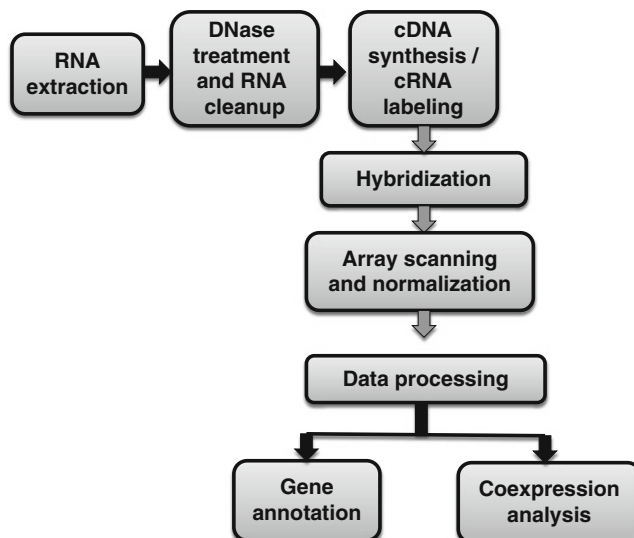 RNA
extraction
DNase
treatment
and RNA
cleanup
cDNA
synthesis /
cRNA
labeling
Hybridization
Array scanning
and normalization
Data processing
Gene
annotation
Coexpression
analysis